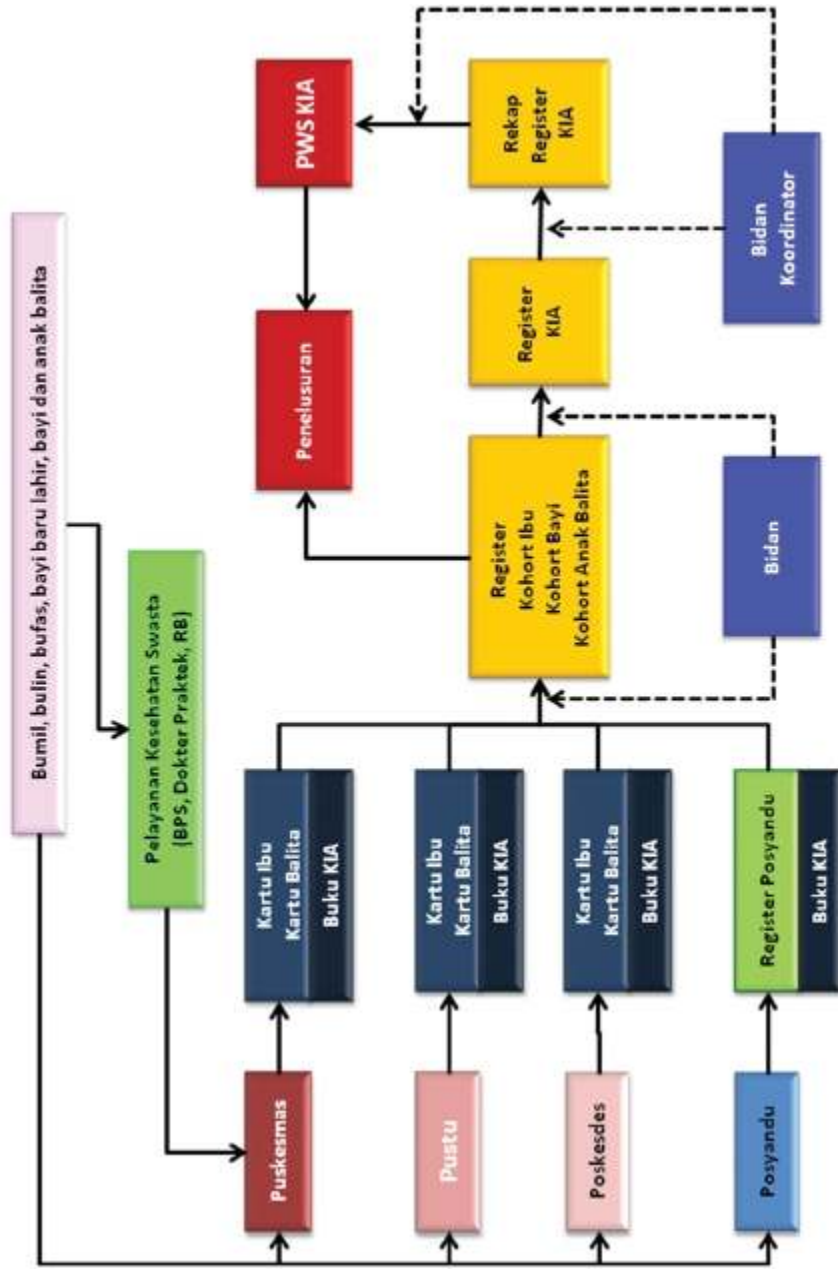 Bumil, bulin, bufas, bayi baru lahir, bayi dan anak balita
Pelayanan Kesehatan Swasta
(BPS, Dokter Praktek, RB)
Puskesmas
Kartu Ibu
Kartu Balita
Buku KIA
Pustu
Kartu Ibu
Kartu Balita
Buku KIA
Poskesdes
Kartu Ibu
Kartu Balita
Buku KIA
Posyandu
Register Posyandu
Buku KIA
Register
Kohort Ibu
Kohort Bayi
Kohort Anak Balita
Register
KIA
Rekap
Register
KIA
Penelusuran
PWS KIA
Bidan
Bidan
Koordinator